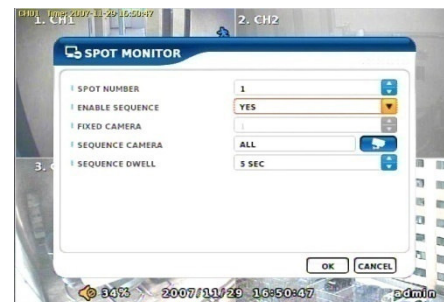 CH01 Time: 2007-11-29 16:50:47
1. CH1
2. CH2
SPOT MONITOR
SPOT NUMBER 1
ENABLE SEQUENCE YES
FIXED CAMERA 1
SEQUENCE CAMERA ALL
SEQUENCE DWELL 5 SEC
3.
OK CANCEL
34% 2007/11/29 16:50:47 admin